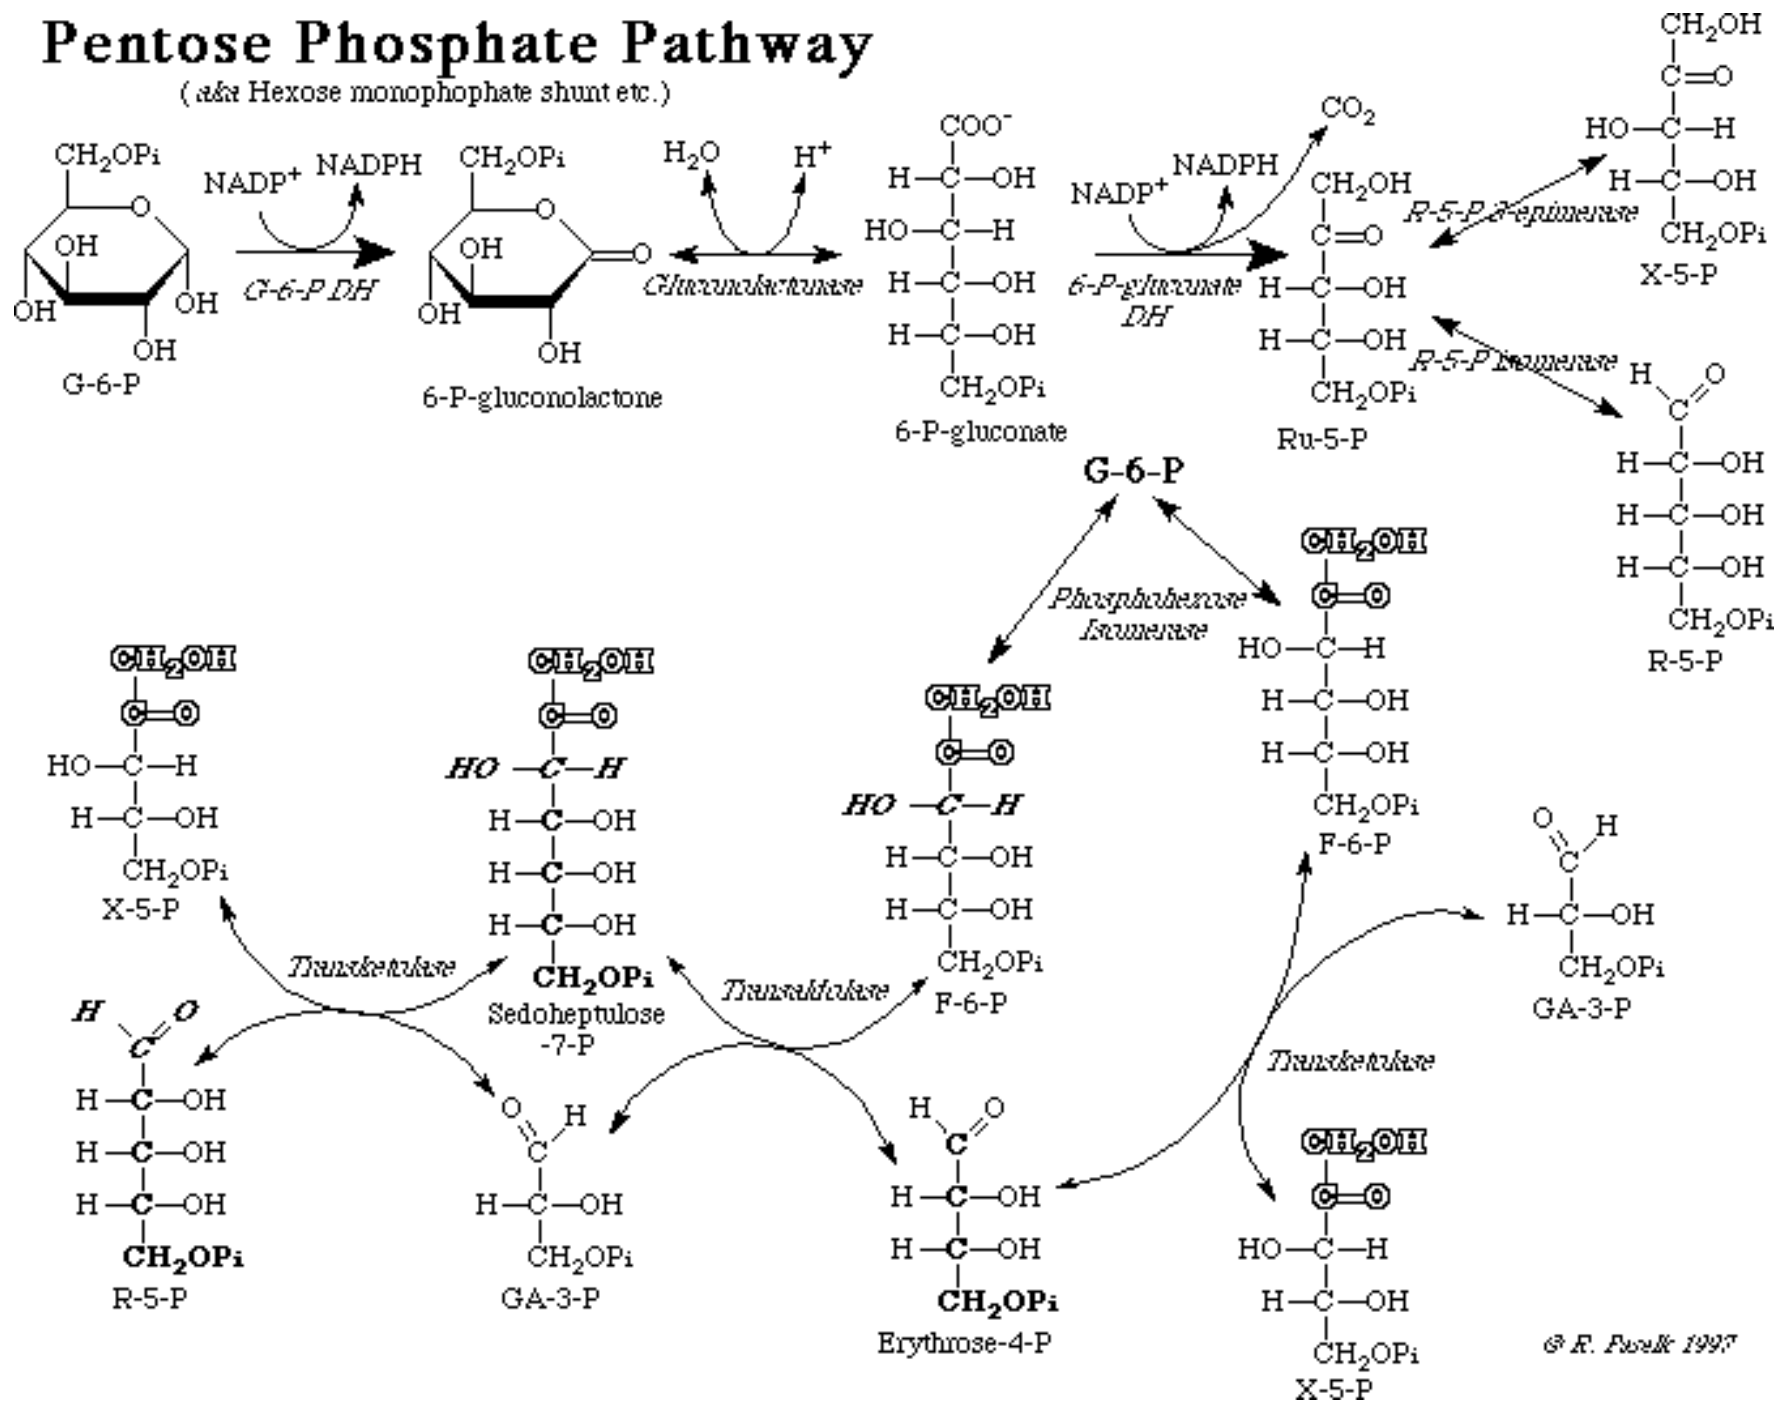 Pentose Phosphate Pathway
( aka Hexose monophophate shunt etc.)
CH2OPi
O
OH
OH
OH
OH
G-6-P
NADP+
NADPH
G-6-P DH
CH2OPi
O
OH
O
OH
OH
6-P-gluconolactone
H2O
H+
Gluconolactonase
COO-
H–C–OH
HO–C–H
H–C–OH
H–C–OH
CH2OPi
6-P-gluconate
NADP+
NADPH
CO2
6-P-gluconate
DH
CH2OH
C=O
H–C–OH
H–C–OH
CH2OPi
Ru-5-P
R-5-P 3-epimerase
CH2OH
C=O
HO–C–H
H–C–OH
CH2OPi
X-5-P
R-5-P isomerase
H O
C
H–C–OH
H–C–OH
H–C–OH
CH2OPi
R-5-P
G-6-P
Phosphohexose
Isomerase
CH2OH
C=O
HO–C–H
H–C–OH
H–C–OH
CH2OPi
F-6-P
CH2OH
C=O
HO–C–H
H–C–OH
CH2OPi
X-5-P
Transketolase
H O
C
H–C–OH
H–C–OH
H–C–OH
CH2OPi
R-5-P
CH2OH
C=O
HO–C–H
H–C–OH
H–C–OH
H–C–OH
CH2OPi
Sedoheptulose
-7-P
O H
C
H–C–OH
CH2OPi
GA-3-P
Transaldolase
CH2OH
C=O
HO–C–H
H–C–OH
H–C–OH
CH2OPi
F-6-P
H O
C
H–C–OH
H–C–OH
CH2OPi
Erythrose-4-P
O H
C
H–C–OH
CH2OPi
GA-3-P
Transketolase
CH2OH
C=O
HO–C–H
H–C–OH
CH2OPi
X-5-P
© R. Paselk 1997